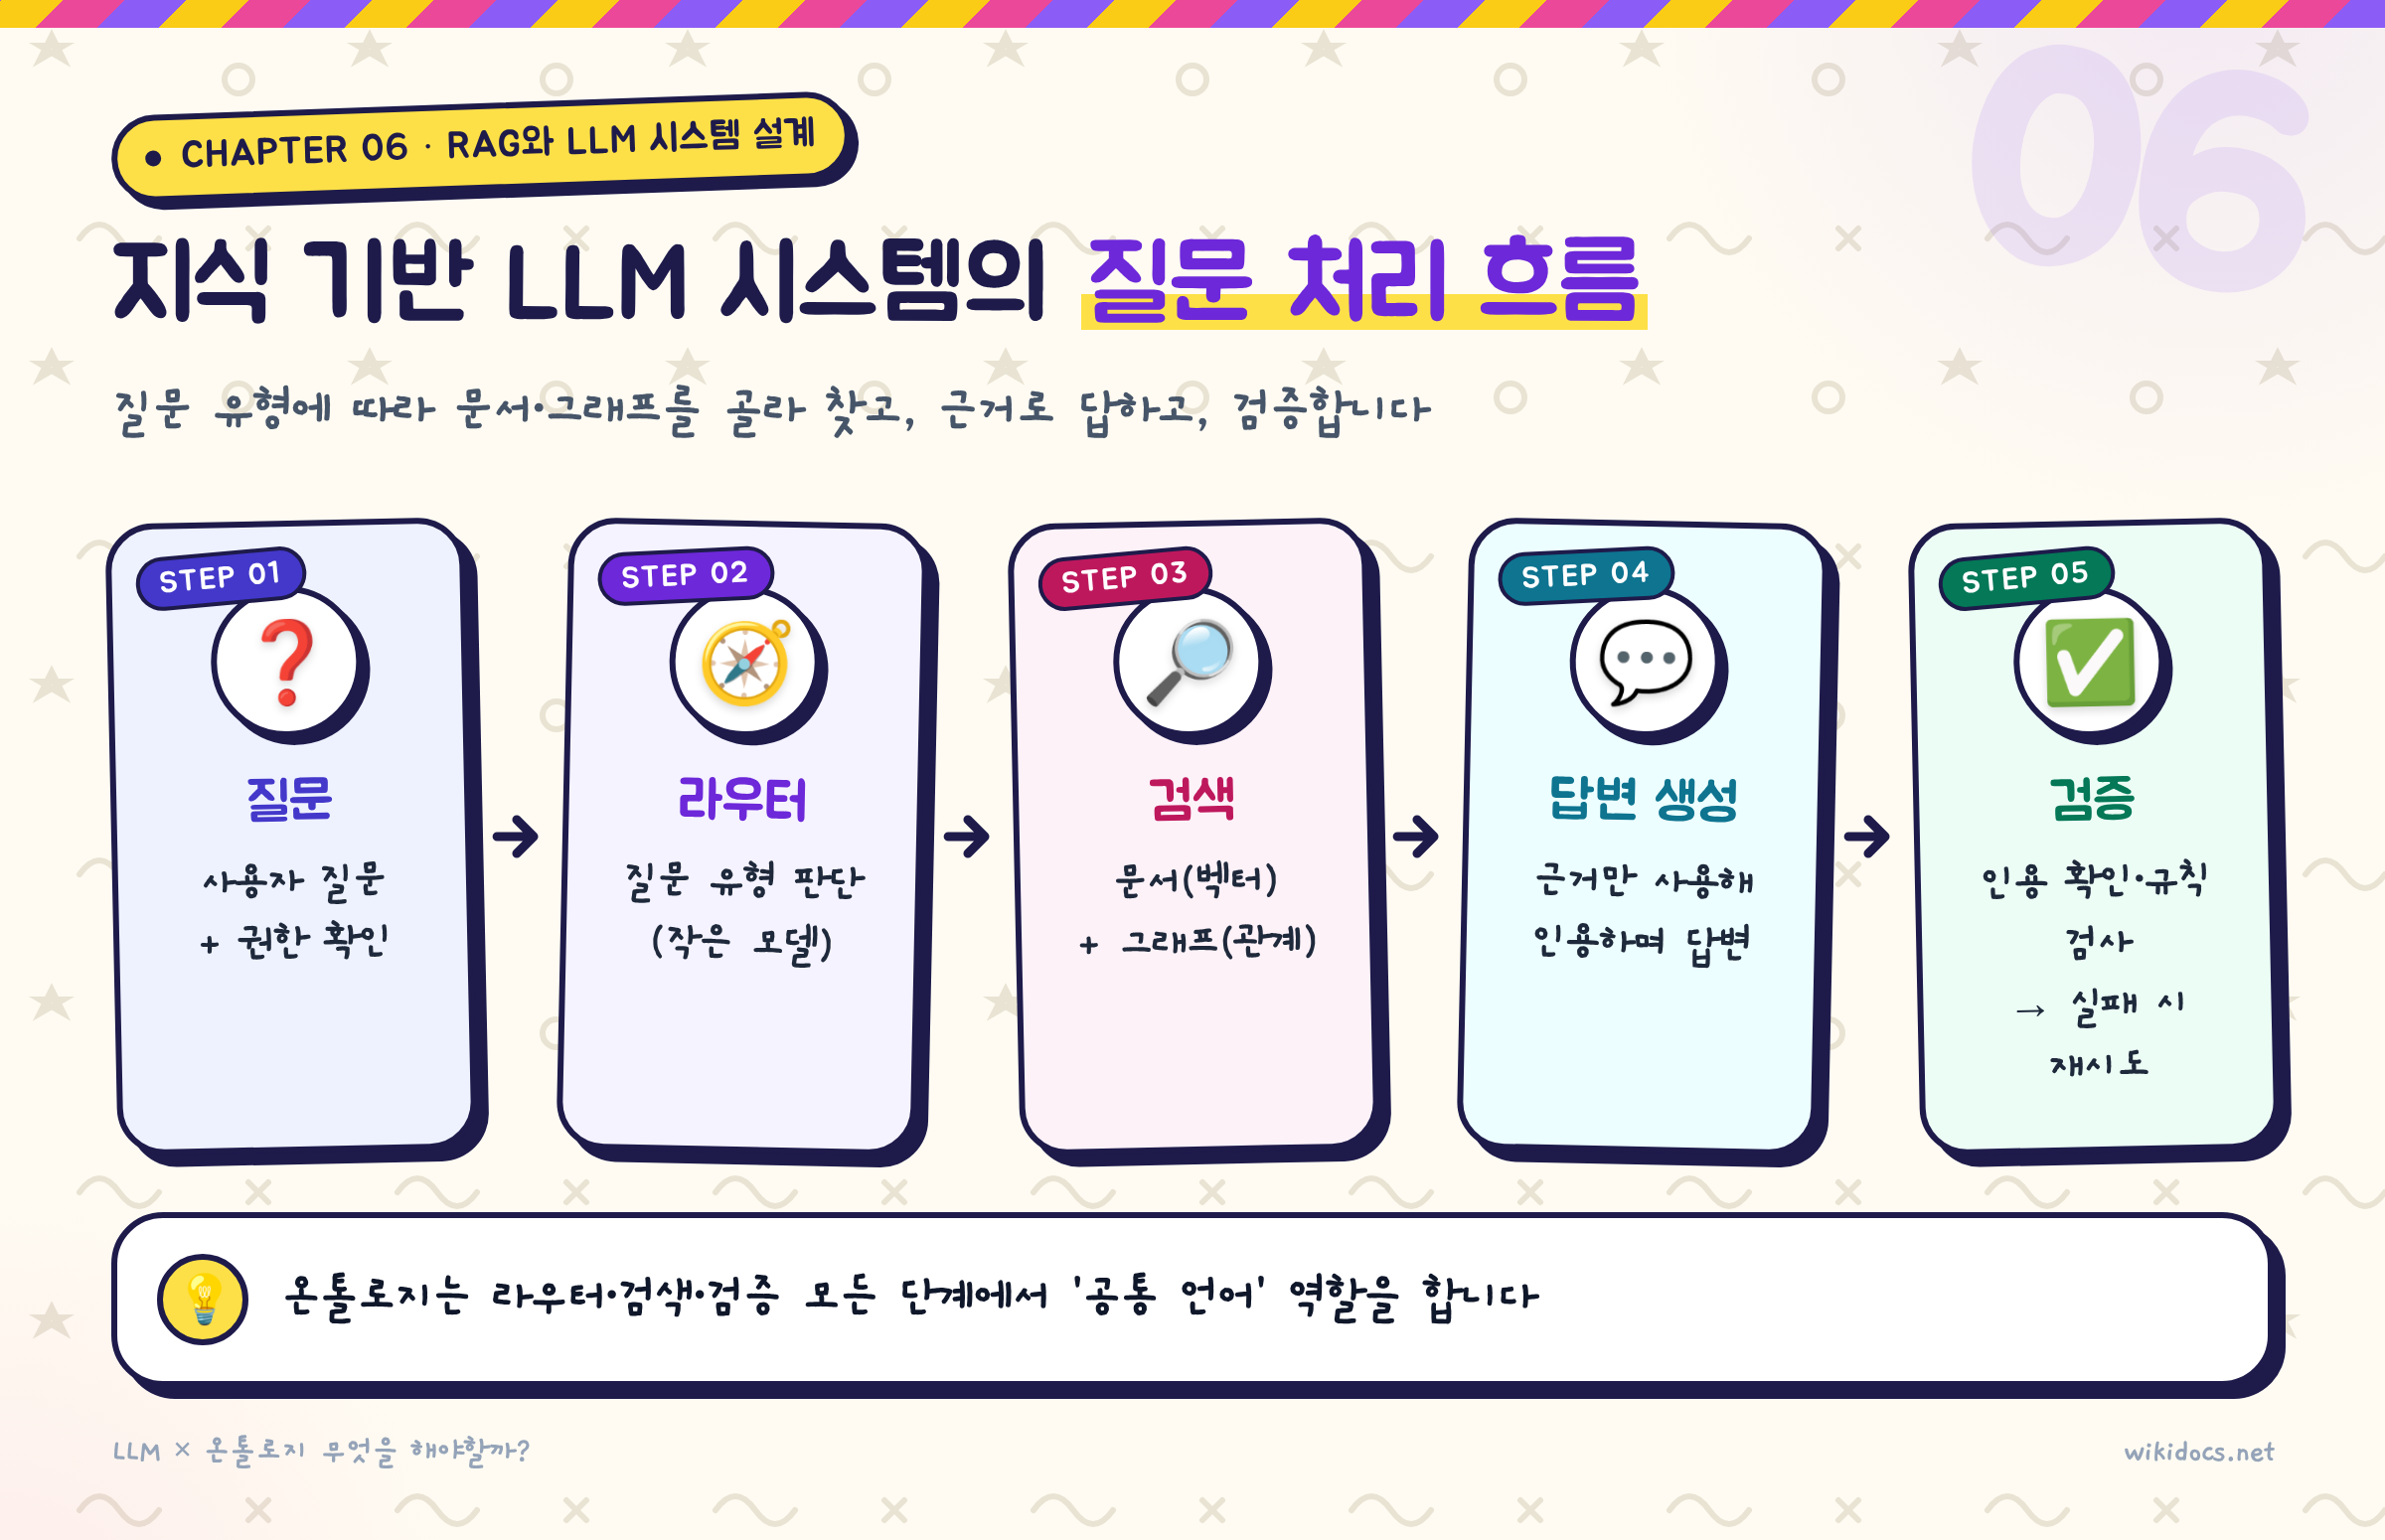 06
• CHAPTER 06 · RAG와 LLM 시스템 설계
지식 기반 LLM 시스템의 질문 처리 흐름
질문 유형에 따라 문서·그래프를 골라 찾고, 근거로 답하고, 검증합니다
STEP 01
질문
사용자 질문
+ 권한 확인
→
STEP 02
라우터
질문 유형 판단
(작은 모델)
→
STEP 03
검색
문서(벡터)
+ 그래프(관계)
→
STEP 04
답변 생성
근거만 사용해
인용하며 답변
→
STEP 05
검증
인용 확인·규칙
검사
→ 실패 시
재시도
온톨로지는 라우터·검색·검증 모든 단계에서 '공통 언어' 역할을 합니다
LLM × 온톨로지 무엇을 해야할까?
wikidocs.net